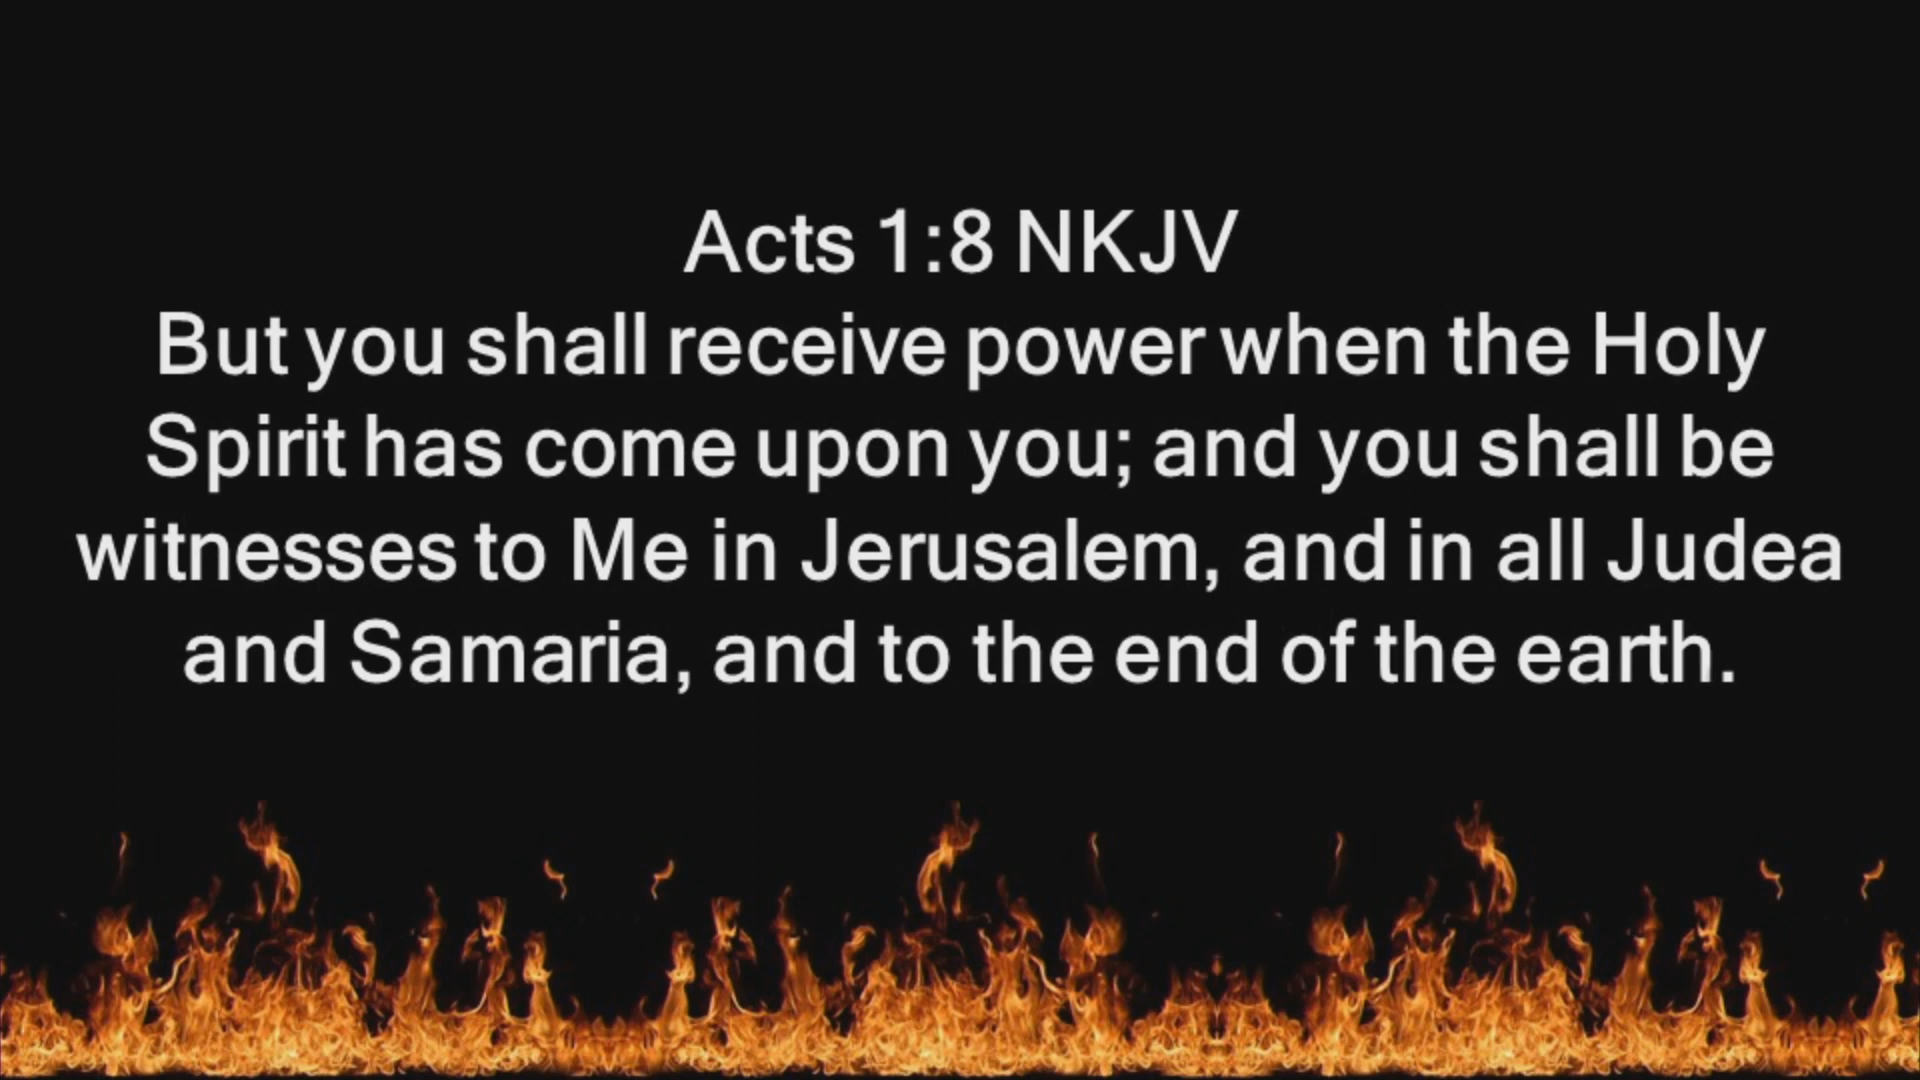 Acts 1:8 NKJV
But you shall receive power when the Holy
Spirit has come upon you; and you shall be
witnesses to Me in Jerusalem, and in all Judea
and Samaria, and to the end of the earth.